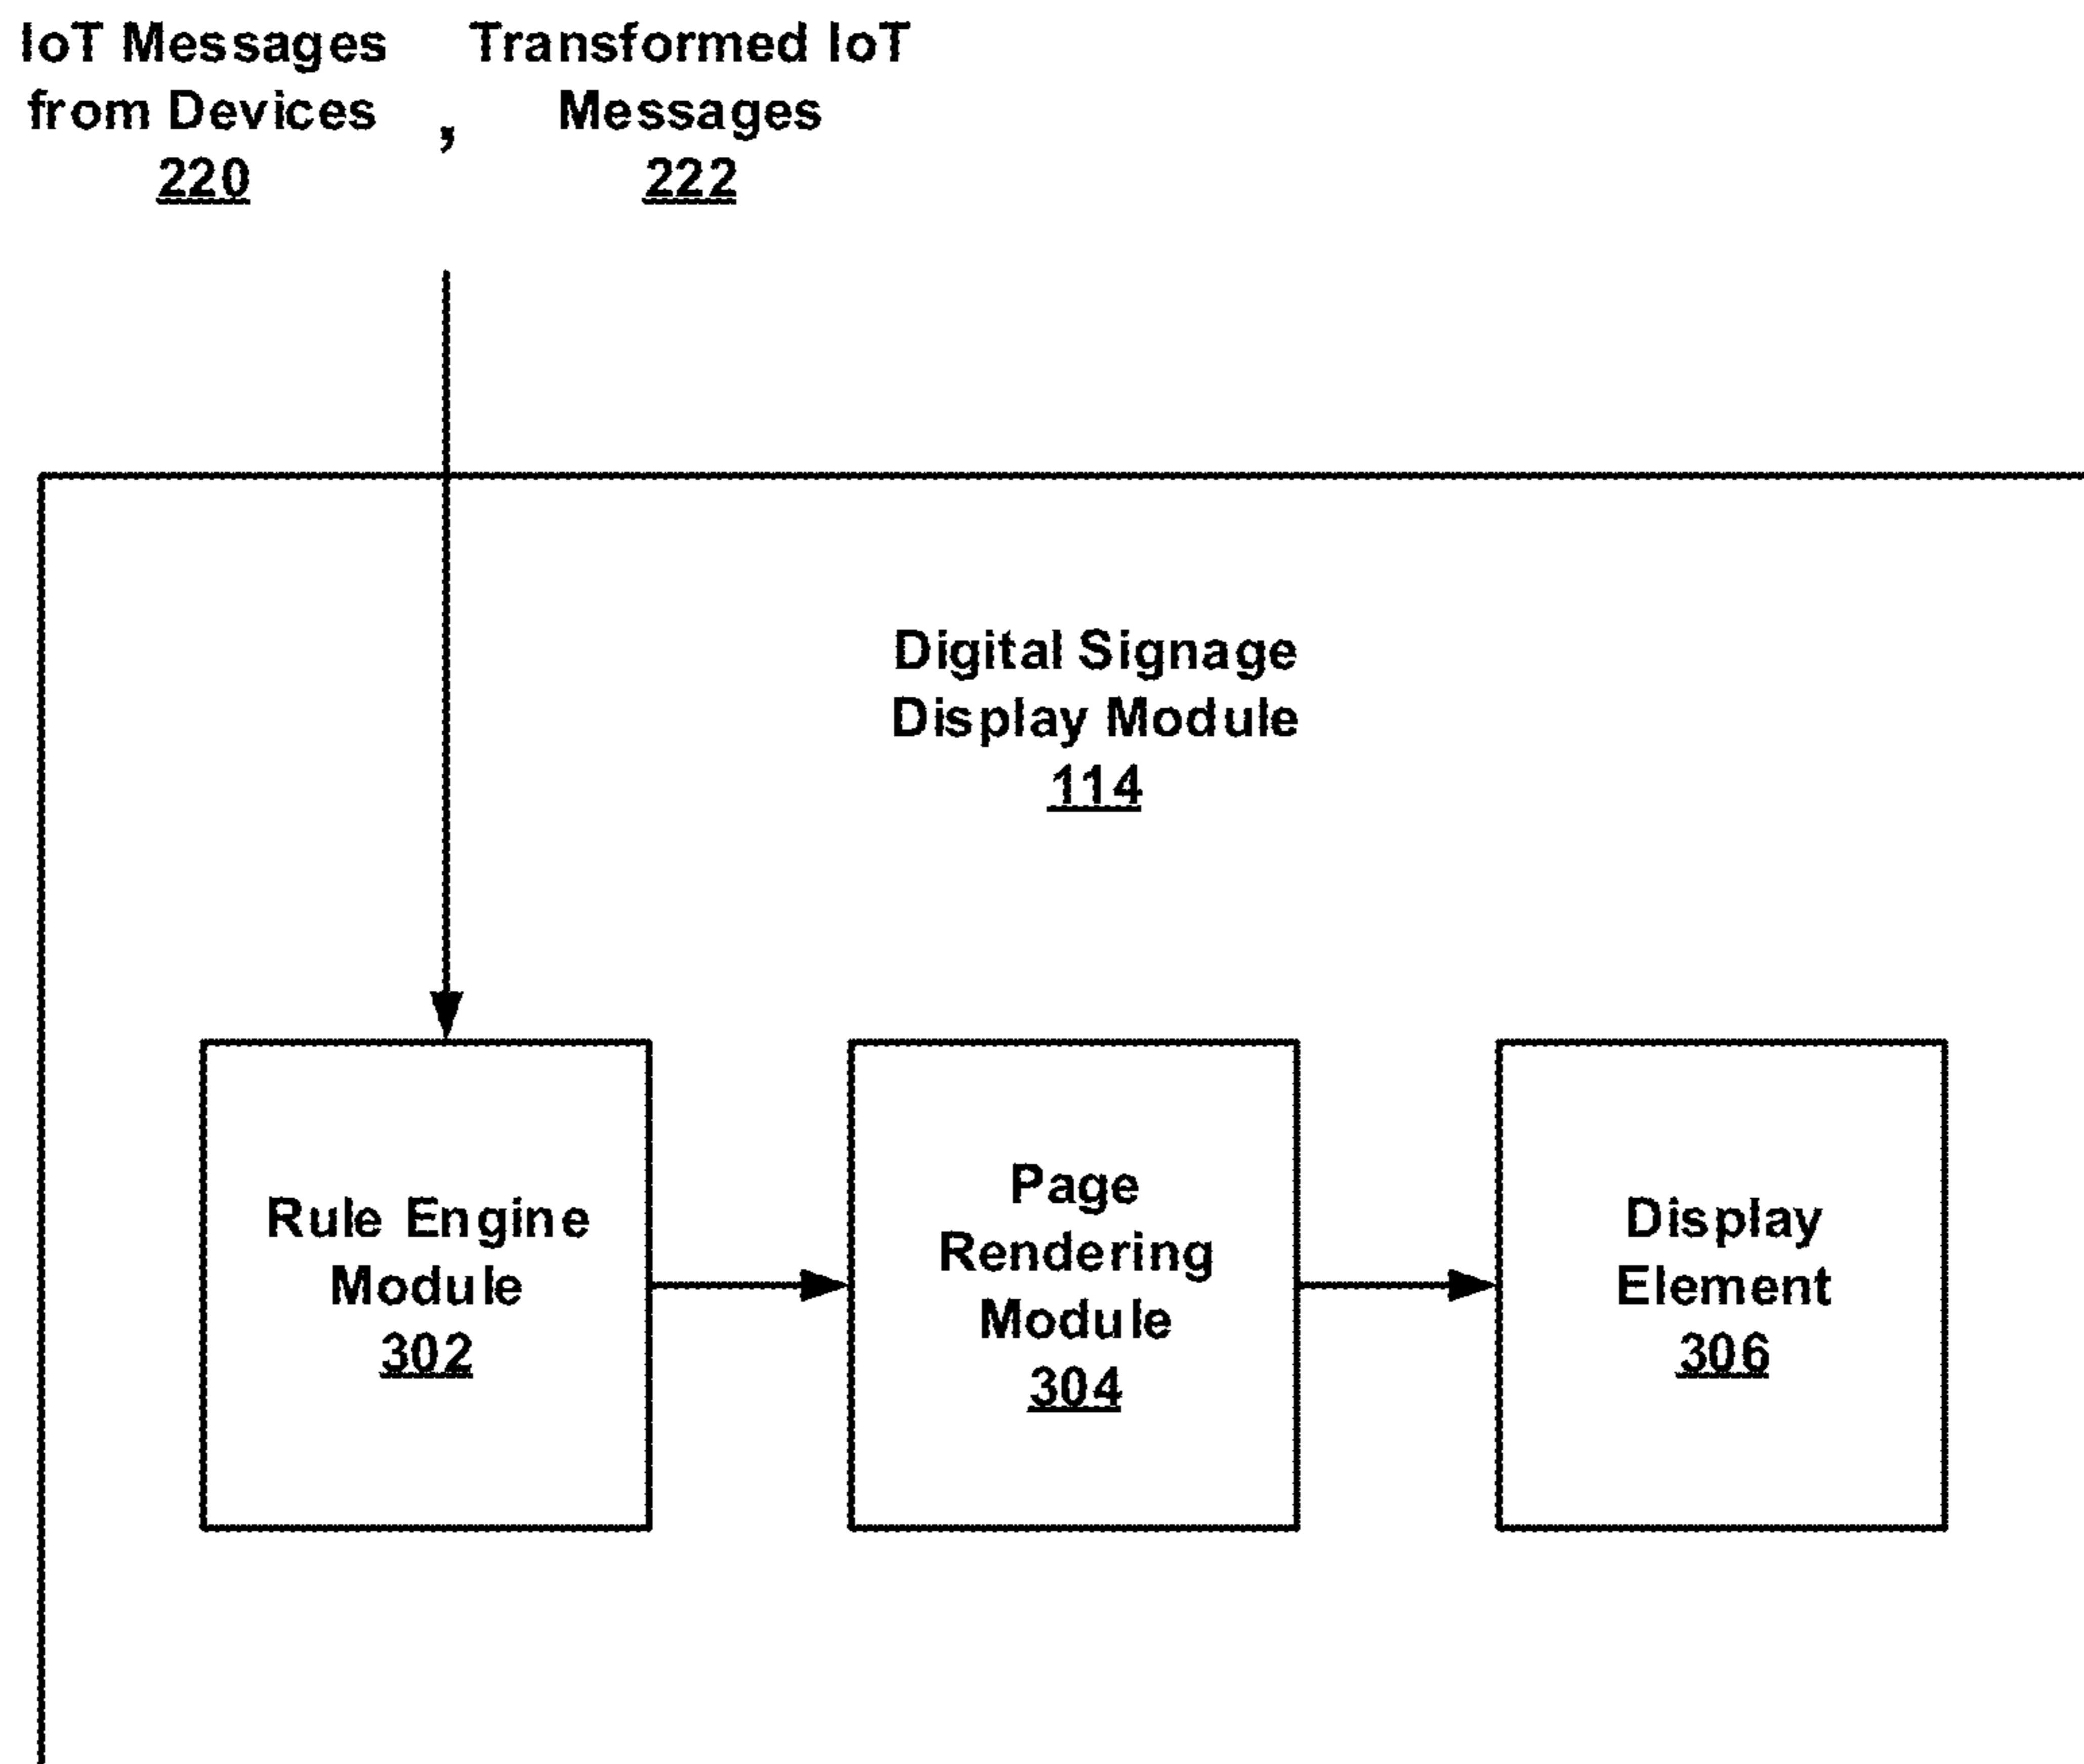 IoT Messages
from Devices
220
,
Transformed IoT
Messages
222
Digital Signage
Display Module
114
Rule Engine
Module
302
Page
Rendering
Module
304
Display
Element
306